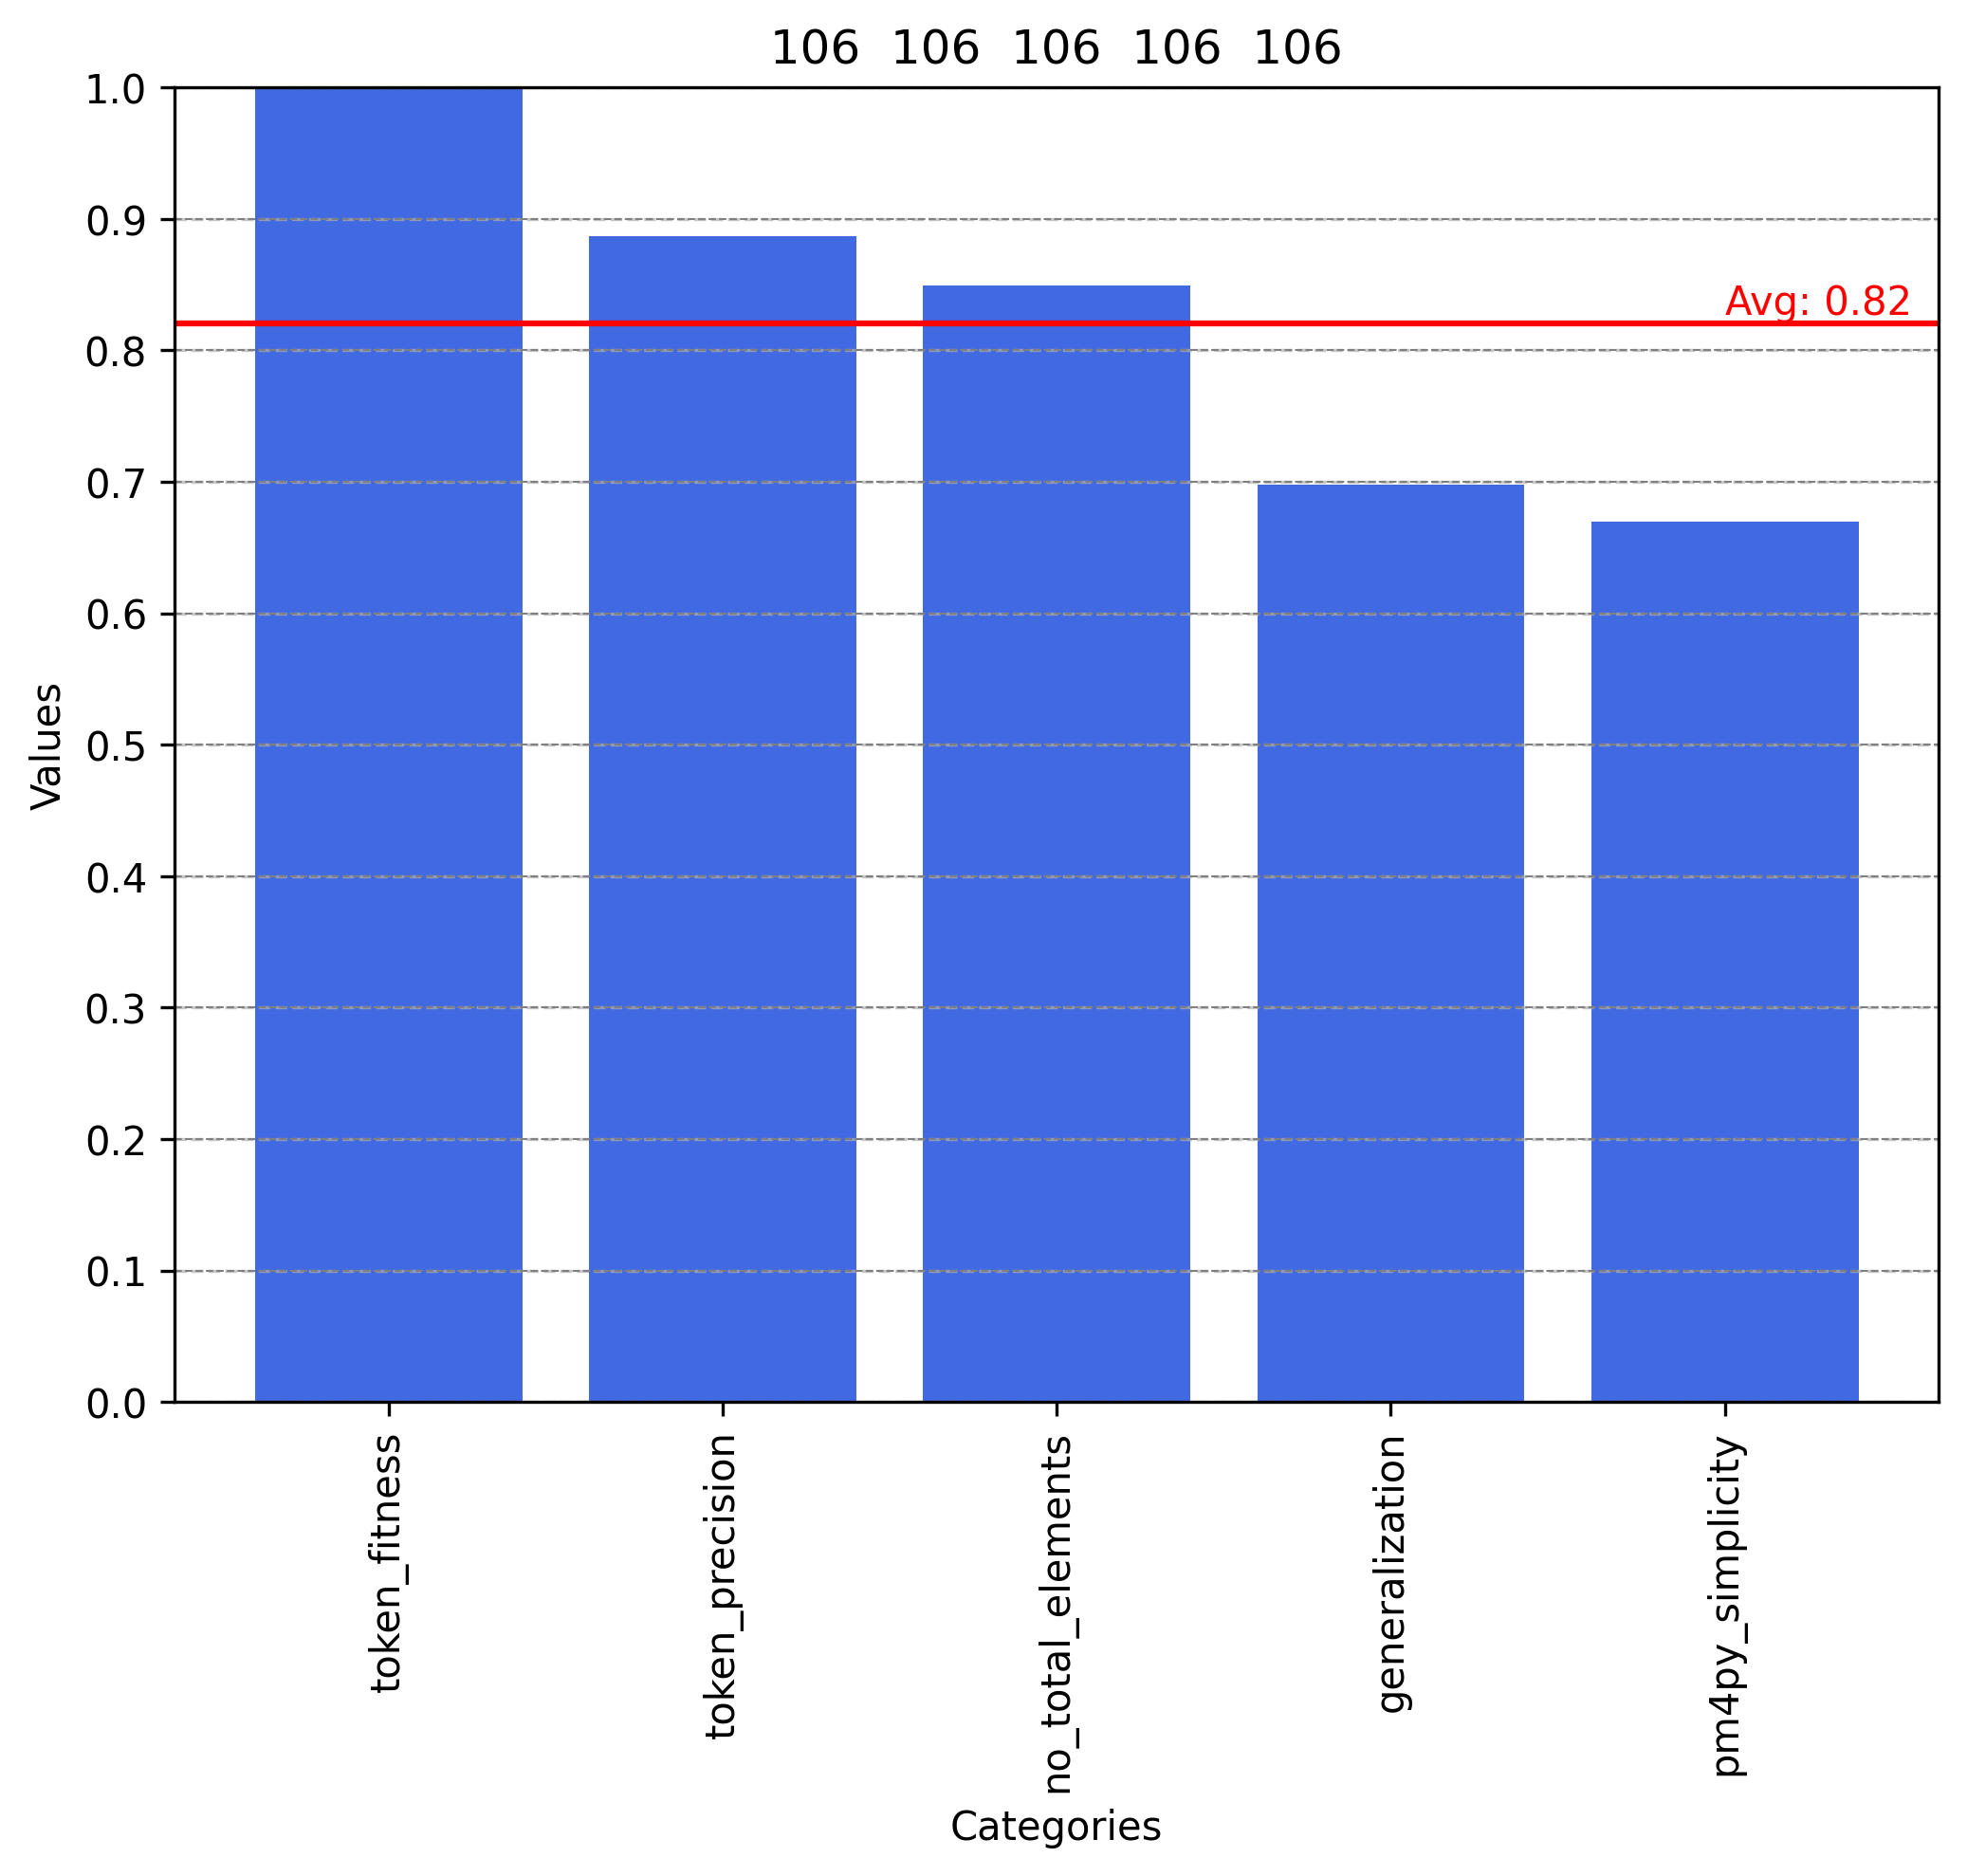 106  106  106  106  106
1.0
0.9
0.8
0.7
0.6
0.5
0.4
0.3
0.2
0.1
0.0
Values
Avg: 0.82
token_fitness
token_precision
no_total_elements
generalization
pm4py_simplicity
Categories